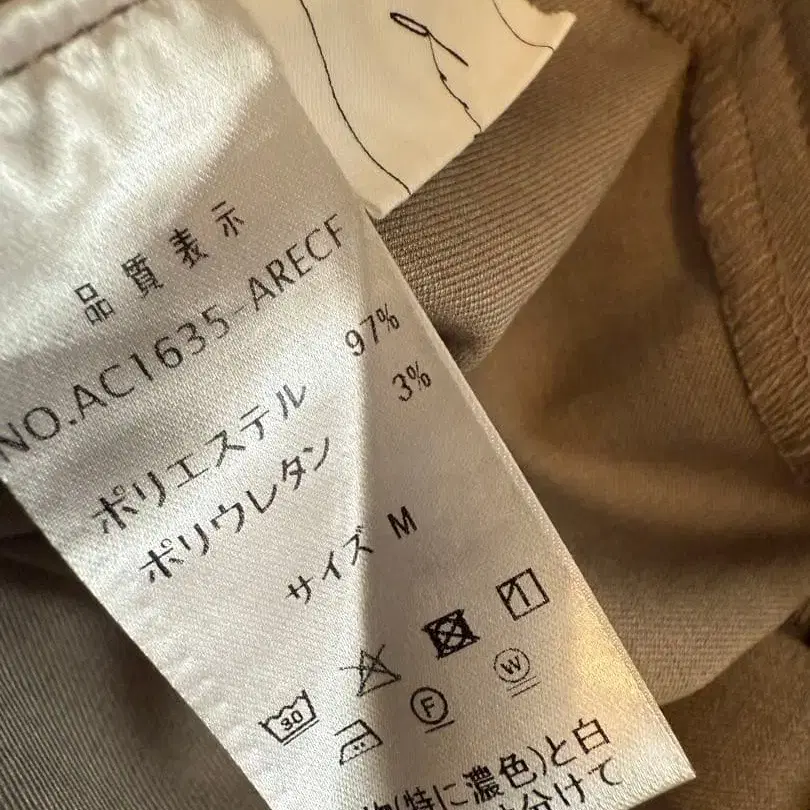 品質表示
NO.AC1635-ARECF
ポリエステル 97%
ポリウレタン 3%
サイズ M
30
F W
(特に濃色)と白
分けて